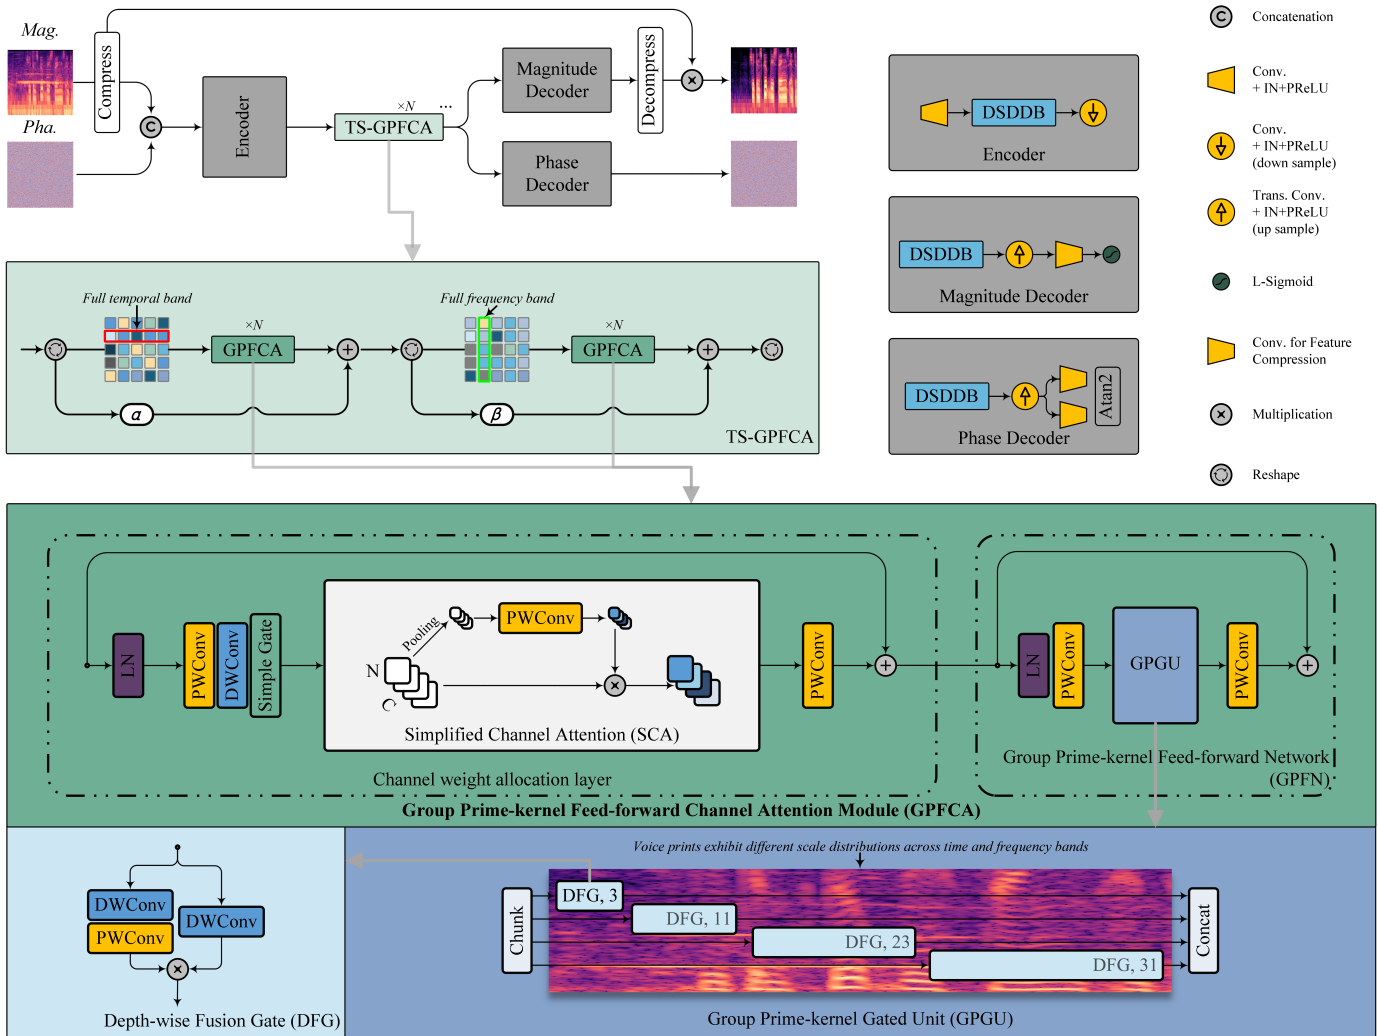 Mag.
Pha.
Compress
C
Encoder
×N
...
TS-GPFCA
Magnitude
Decoder
Decompress
Phase
Decoder
DSDDB
Encoder
DSDDB
Magnitude Decoder
DSDDB
Atan2
Phase Decoder
C
Concatenation
Conv.
+ IN+PReLU
Conv.
+ IN+PReLU
(down sample)
Trans. Conv.
+ IN+PReLU
(up sample)
L-Sigmoid
Conv. for Feature
Compression
Multiplication
Reshape
Full temporal band
×N
GPFCA
α
Full frequency band
×N
GPFCA
β
TS-GPFCA
LN
PWConv
DWConv
Simple Gate
Pooling
PWConv
N
C
Simplified Channel Attention (SCA)
PWConv
Channel weight allocation layer
LN
PWConv
GPGU
PWConv
Group Prime-kernel Feed-forward Network
(GPFN)
Group Prime-kernel Feed-forward Channel Attention Module (GPFCA)
DWConv
PWConv
DWConv
Depth-wise Fusion Gate (DFG)
Voice prints exhibit different scale distributions across time and frequency bands
Chunk
DFG, 3
DFG, 11
DFG, 23
DFG, 31
Concat
Group Prime-kernel Gated Unit (GPGU)